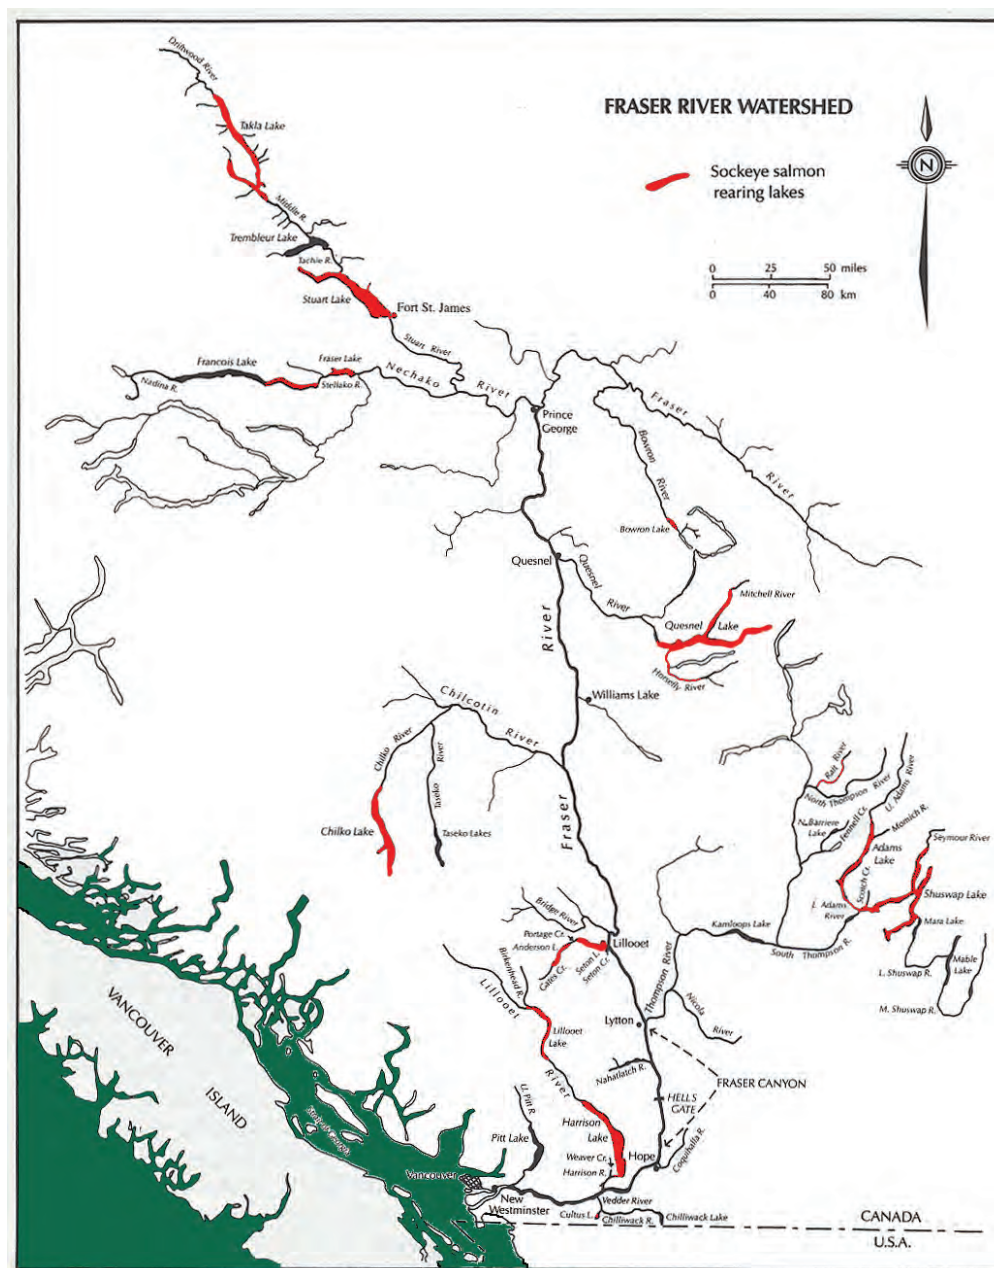 FRASER RIVER WATERSHED
Sockeye salmon
rearing lakes
N
0 25 50 miles
0 40 80 km
Driftwood River
Takla Lake
Middle R.
Trembleur Lake
Tachie R.
Stuart Lake
Fort St. James
Stuart River
Francois Lake
Fraser Lake
Nadina R.
Stellako R.
Nechako River
Prince
George
Fraser River
Bowron River
Bowron Lake
Quesnel
Quesnel River
Mitchell River
Quesnel Lake
Horsefly River
River
Williams Lake
Chilcotin River
Chilko River
Taseko River
Chilko Lake
Taseko Lakes
Fraser
Raft River
North Thompson River
U. Adams River
N. Barriere
Lake
Fennell Cr.
Momich R.
Seymour River
Adams
Lake
Scotch Cr.
Shuswap Lake
L. Adams
River
Mara Lake
Kamloops Lake
South Thompson R.
Mable
Lake
L. Shuswap R.
M. Shuswap R.
Bridge River
Portage Cr.
Anderson L.
Lillooet
Seton L.
Seton Cr.
Gates Cr.
Birkenhead R.
Lillooet
Thompson River
Nicola
River
Lytton
Lillooet
Lake
River
Nahatlatch R.
FRASER CANYON
HELLS
GATE
VANCOUVER
ISLAND
U. Pitt R.
Pitt Lake
Harrison
Lake
Weaver Cr.
Harrison R.
Hope
Coquihalla R.
Vancouver
New
Westminster
Vedder River
Cultus L.
Chilliwack R.
Chilliwack Lake
CANADA
U.S.A.